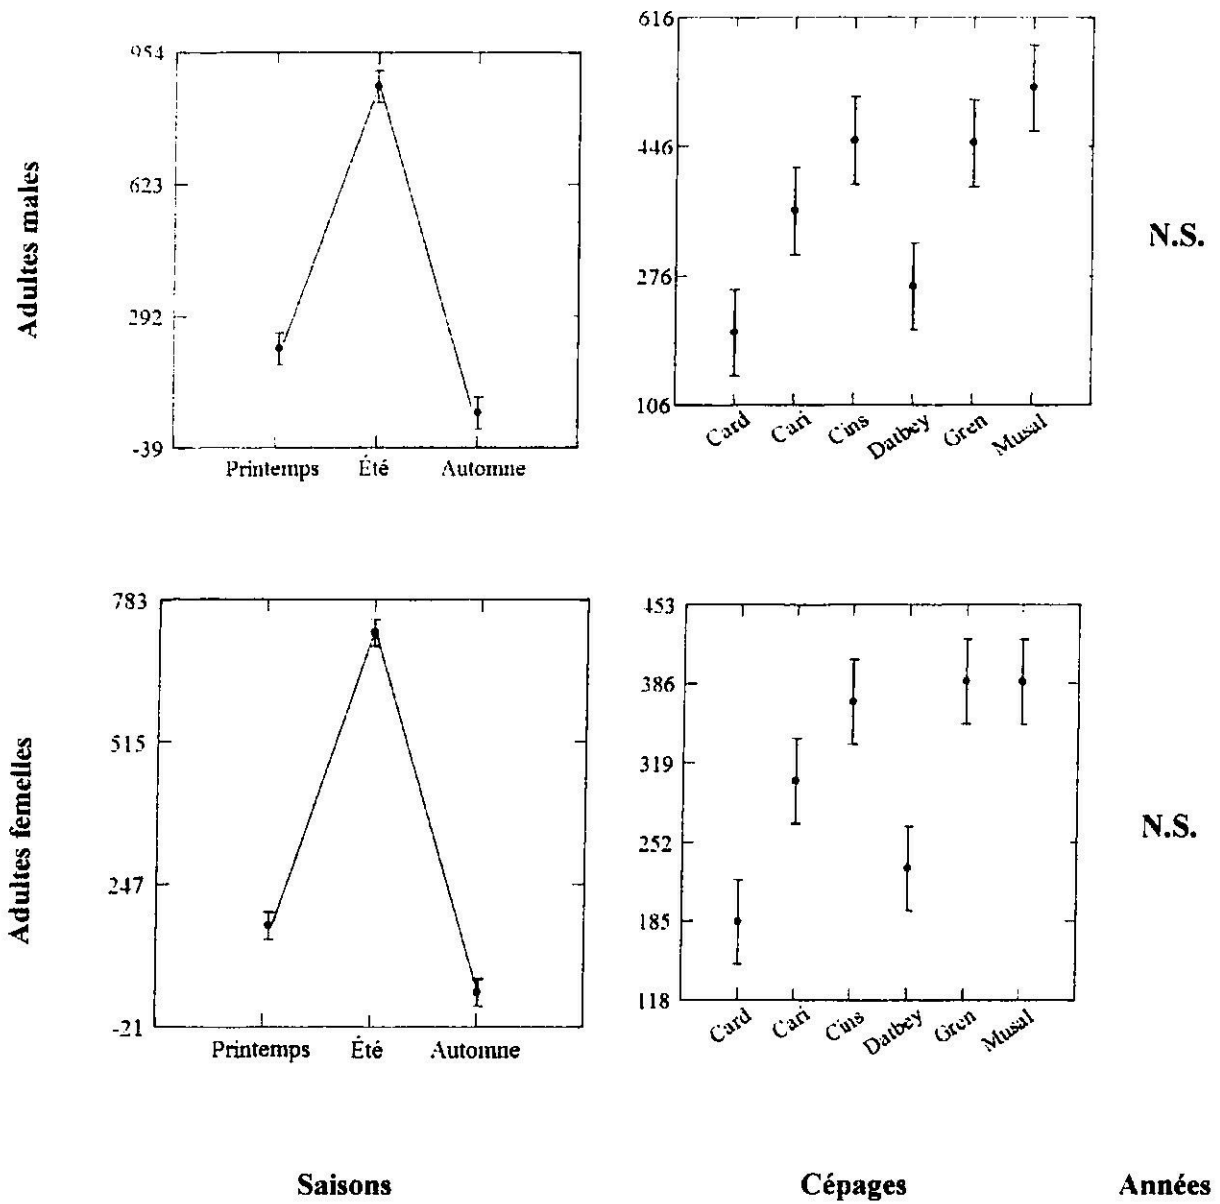 Adultes males
954
623
292
-39
Printemps Été Automne
616
446
276
106
Card Cari Cins Datbey Gren Musal
N.S.
Adultes femelles
783
515
247
-21
Printemps Été Automne
453
386
319
252
185
118
Card Cari Cins Datbey Gren Musal
N.S.
Saisons Cépages Années